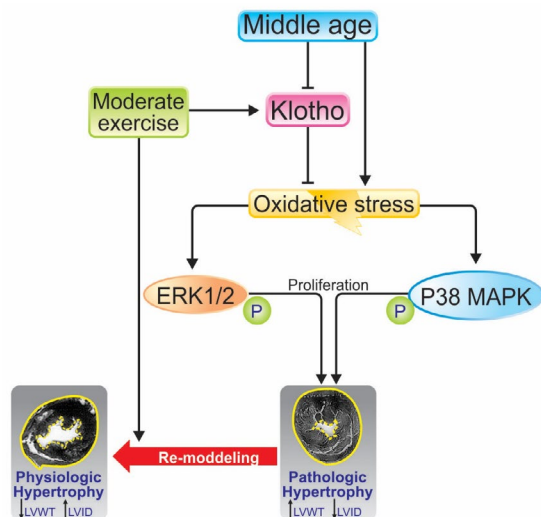 Middle age
Moderate
exercise
Klotho
Oxidative stress
ERK1/2
P
Proliferation
P
P38 MAPK
Physiologic
Hypertrophy
LVWT
LVID
Re-moddeling
Pathologic
Hypertrophy
LVWT
LVID